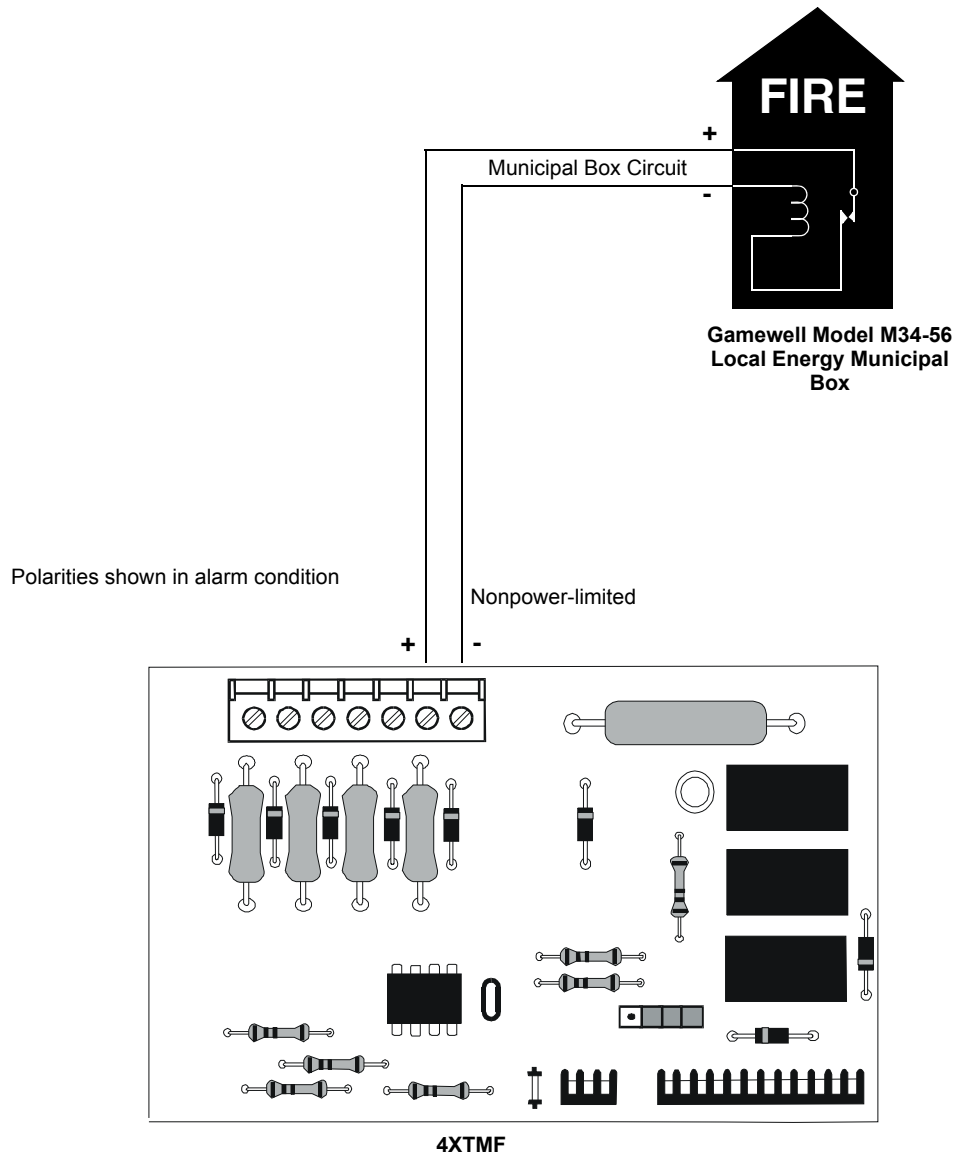 FIRE
+
Municipal Box Circuit
-
Gamewell Model M34-56
Local Energy Municipal
Box
Polarities shown in alarm condition
Nonpower-limited
+ -
4XTMF